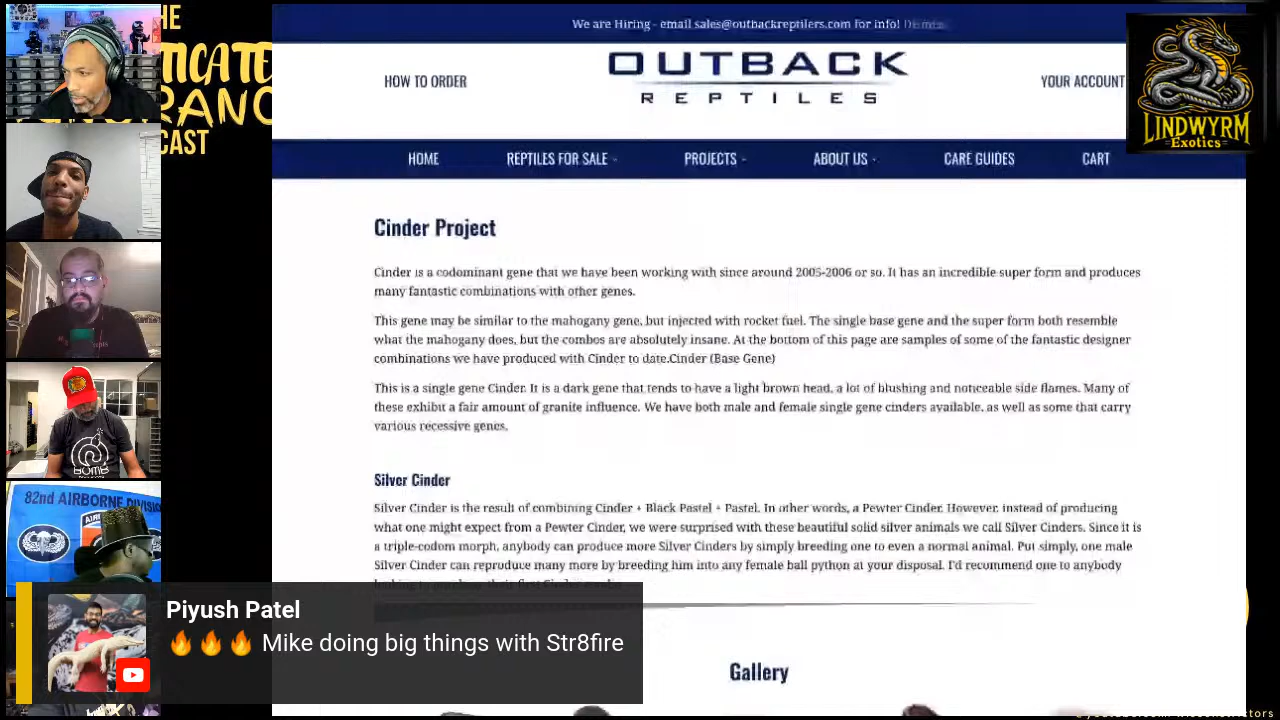 We are Hiring - email sales@outbackreptilers.com for info!
HE
TICATE
RANC
CAST
HOW TO ORDER
OUTBACK
REPTILES
YOUR ACCOUNT
LINDWYRM
Exotics
HOME
REPTILES FOR SALE
PROJECTS
ABOUT US
CARE GUIDES
CART
Cinder Project
Cinder is a codominant gene that we have been working with since around 2005-2006 or so. It has an incredible super form and produces
many fantastic combinations with other genes.
This gene may be similar to the mahogany gene, but injected with rocket fuel. The single base gene and the super form both resemble
what the mahogany does, but the combos are absolutely insane. At the bottom of this page are samples of some of the fantastic designer
combinations we have produced with Cinder to date.Cinder (Base Gene)
This is a single gene Cinder. It is a dark gene that tends to have a light brown head, a lot of blushing and noticeable side flames. Many of
these exhibit a fair amount of granite influence. We have both male and female single gene cinders available, as well as some that carry
various recessive genes.
Silver Cinder
Silver Cinder is the result of combining Cinder + Black Pastel + Pastel. In other words, a Pewter Cinder. However, instead of producing
what one might expect from a Pewter Cinder, we were surprised with these beautiful solid silver animals we call Silver Cinders. Since it is
a triple-codom morph, anybody can produce more Silver Cinders by simply breeding one to even a normal animal. Put simply, one male
Silver Cinder can reproduce many more by breeding him into any female ball python at your disposal. I'd recommend one to anybody
BOMB
82nd AIRBORNE DIVISIO
Piyush Patel
🔥🔥🔥 Mike doing big things with Str8fire
Gallery